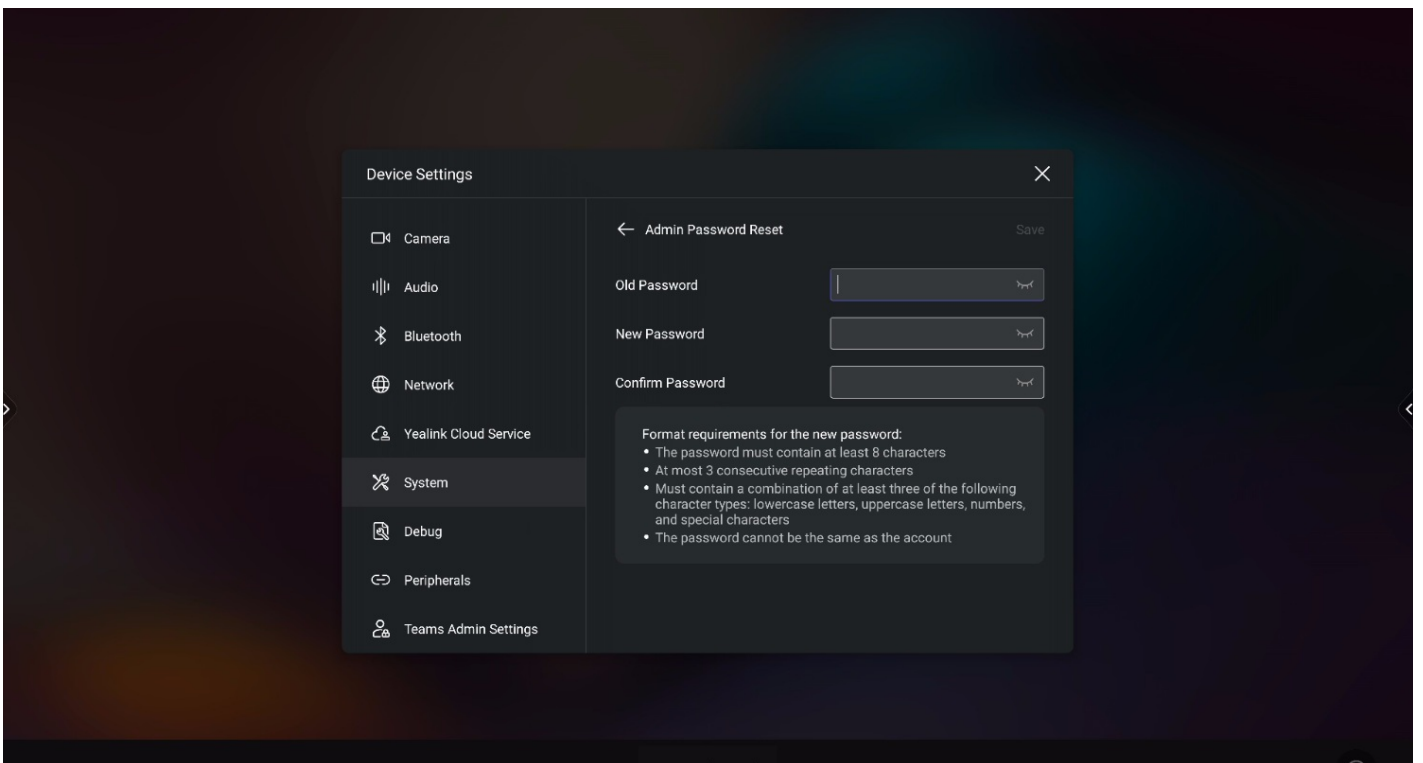 Device Settings
Camera
Audio
Bluetooth
Network
Yealink Cloud Service
System
Debug
Peripherals
Teams Admin Settings
Admin Password Reset
Save
Old Password
New Password
Confirm Password
Format requirements for the new password:
• The password must contain at least 8 characters
• At most 3 consecutive repeating characters
• Must contain a combination of at least three of the following
character types: lowercase letters, uppercase letters, numbers,
and special characters
• The password cannot be the same as the account